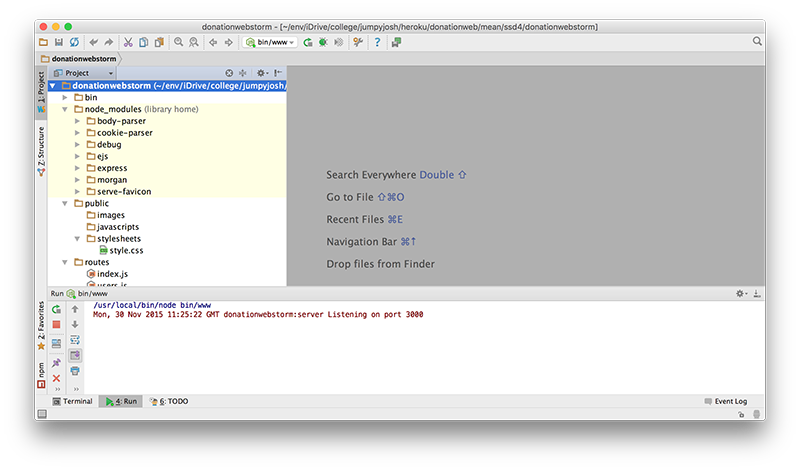 donationwebstorm - [~/env/iDrive/college/jumpyjosh/heroku/donationweb/mean/ssd4/donationwebstorm]
bin/www
donationwebstorm
1: Project
Project
donationwebstorm (~/env/iDrive/college/jumpyjosh/
bin
node_modules (library home)
body-parser
cookie-parser
debug
ejs
express
morgan
serve-favicon
public
images
javascripts
stylesheets
style.css
routes
index.js
users.js
Z: Structure
Search Everywhere Double ⇧
Go to File ⇧⌘O
Recent Files ⌘E
Navigation Bar ⌘↑
Drop files from Finder
Run bin/www
/usr/local/bin/node bin/www
Mon, 30 Nov 2015 11:25:22 GMT donationwebstorm:server Listening on port 3000
2: Favorites
npm
Terminal
4: Run
6: TODO
Event Log